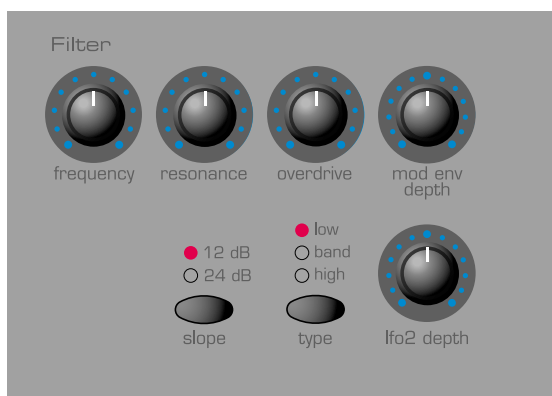 Filter
frequency
resonance
overdrive
mod env
depth
12 dB
24 dB
slope
low
band
high
type
lfo2 depth